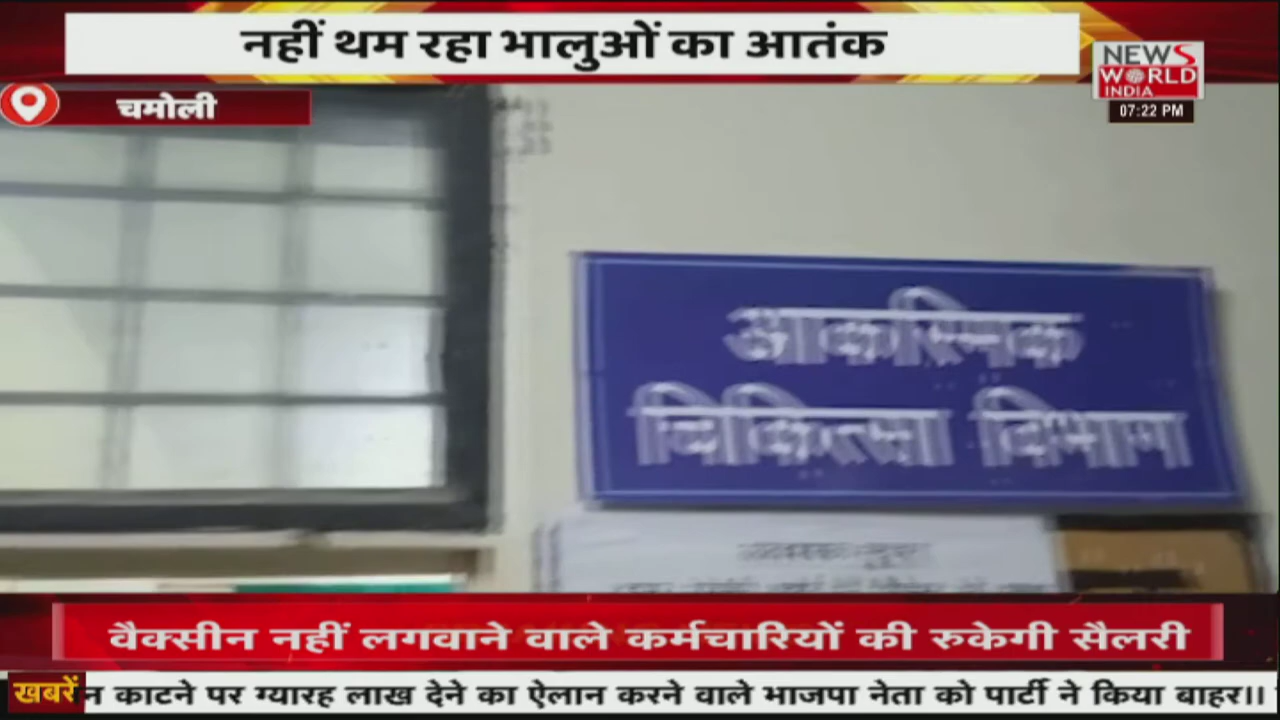 नहीं थम रहा भालुओं का आतंक
NEWS
WORLD
INDIA
07:22 PM
चमोली
आकस्मिक
चिकित्सा विभाग
वैक्सीन नहीं लगवाने वाले कर्मचारियों की रुकेगी सैलरी
खबरें न काटने पर ग्यारह लाख देने का ऐलान करने वाले भाजपा नेता को पार्टी ने किया बाहर।।